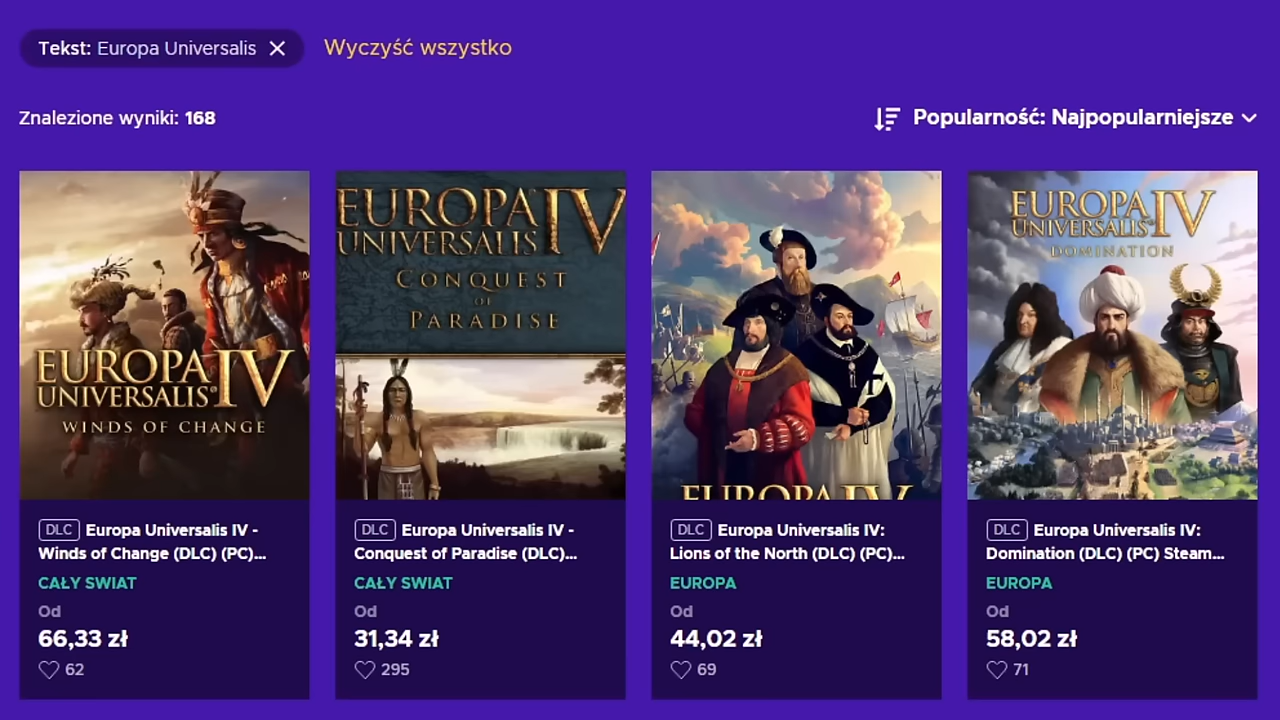 Tekst: Europa Universalis
Wyczyść wszystko
Znalezione wyniki: 168
Popularność: Najpopularniejsze
EUROPA IV
UNIVERSALIS
WINDS OF CHANGE
EUROPA IV
UNIVERSALIS
CONQUEST
OF
PARADISE
EUROPA IV
EUROPA IV
UNIVERSALIS
DOMINATION
DLC Europa Universalis IV -
Winds of Change (DLC) (PC)...
CAŁY SWIAT
Od
66,33 zł
62
DLC Europa Universalis IV -
Conquest of Paradise (DLC)...
CAŁY SWIAT
Od
31,34 zł
295
DLC Europa Universalis IV:
Lions of the North (DLC) (PC)...
EUROPA
Od
44,02 zł
69
DLC Europa Universalis IV:
Domination (DLC) (PC) Steam...
EUROPA
Od
58,02 zł
71